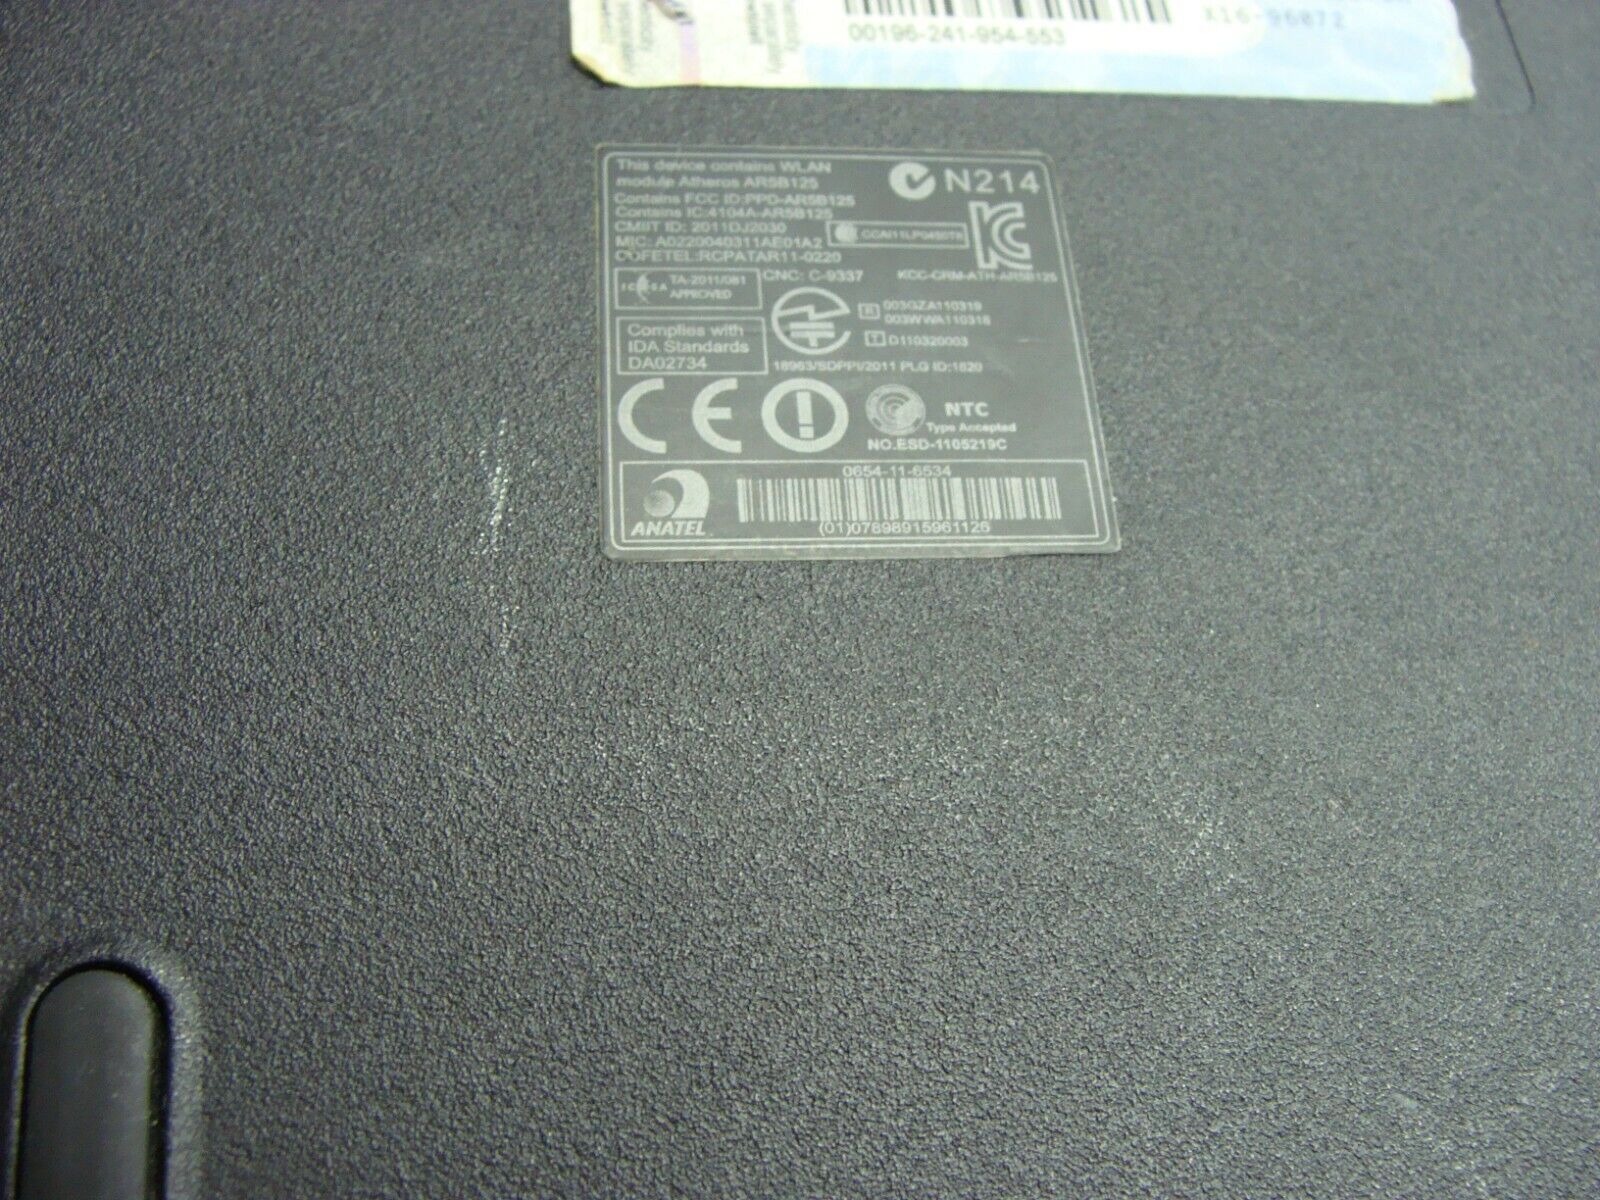 X16-96072
00196-241-954-553
This device contains WLAN
module Atheros AR5B125
N214
Contains FCC ID:PPD-AR5B125
Contains IC:4104A-AR5B125
CMIIT ID: 2011DJ2030
MIC: A0220040311AE01A2
COFETEL:RCPATAR11-0220
TA-2011/081
APPROVED
CNC: C-9337
KCC-CRM-ATH-AR5B125
R 003GZA110319
003WWA110318
T D110320003
Complies with
IDA Standards
DA02734
18963/SDPPI/2011 PLG ID:1820
CE
NTC
Type Accepted
NO.ESD-1105219C
0654-11-6534
ANATEL
(01)07898915961126